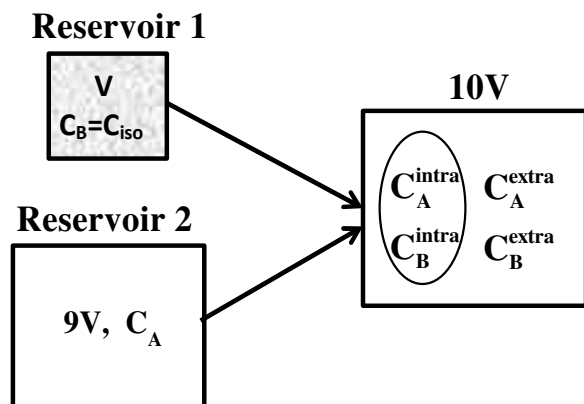 Reservoir 1
V
C_B=C_iso
Reservoir 2
9V, C_A
10V
C_A^intra C_A^extra
C_B^intra C_B^extra